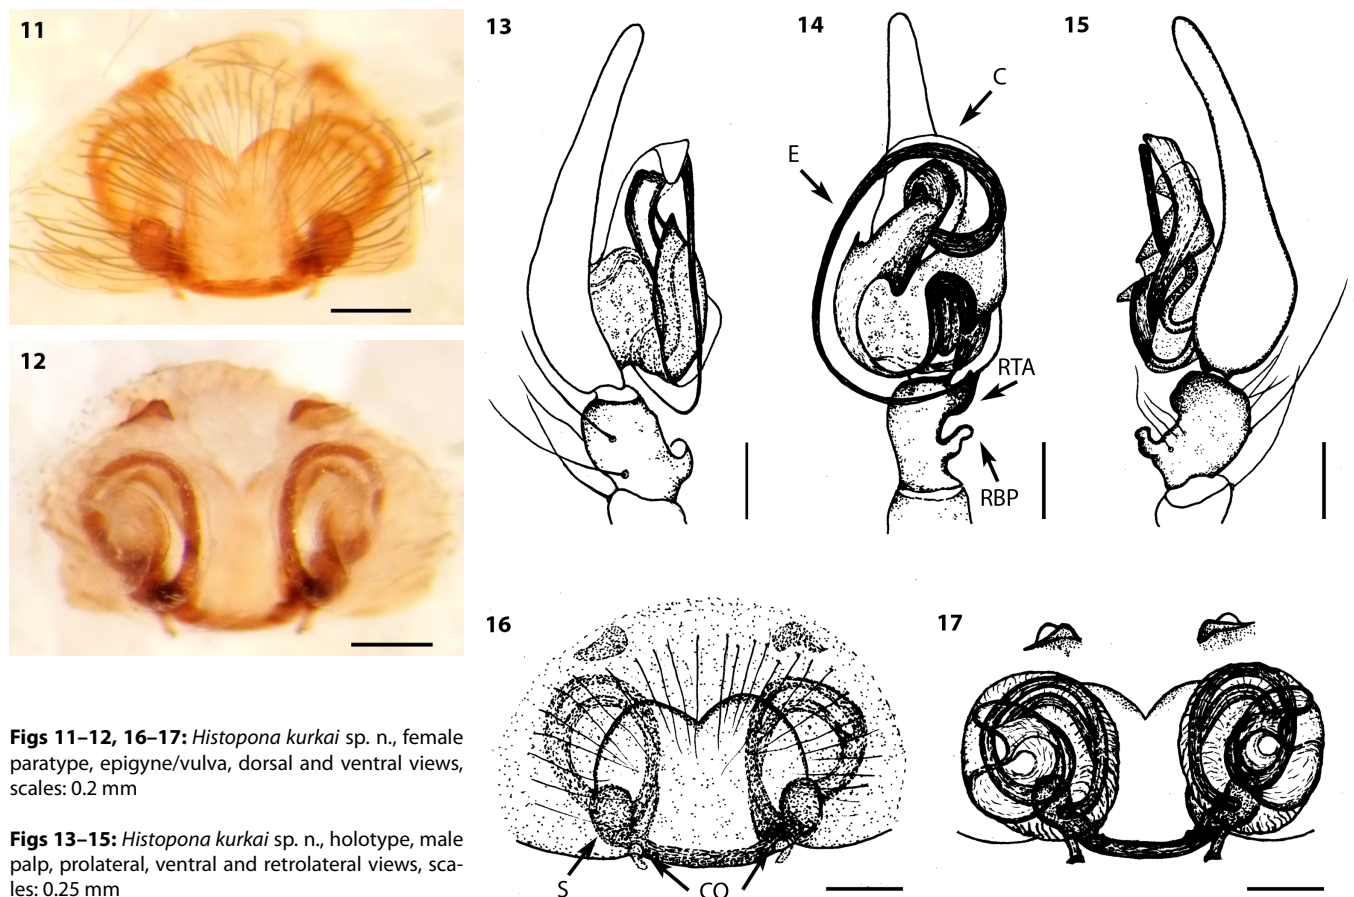 11
12
13
14
15
C
E
RTA
RBP
16
17
S
CO
Figs 11–12, 16–17: Histopona kurkai sp. n., female
paratype, epigyne/vulva, dorsal and ventral views,
scales: 0.2 mm
Figs 13–15: Histopona kurkai sp. n., holotype, male
palp, prolateral, ventral and retrolateral views, sca-
les: 0.25 mm